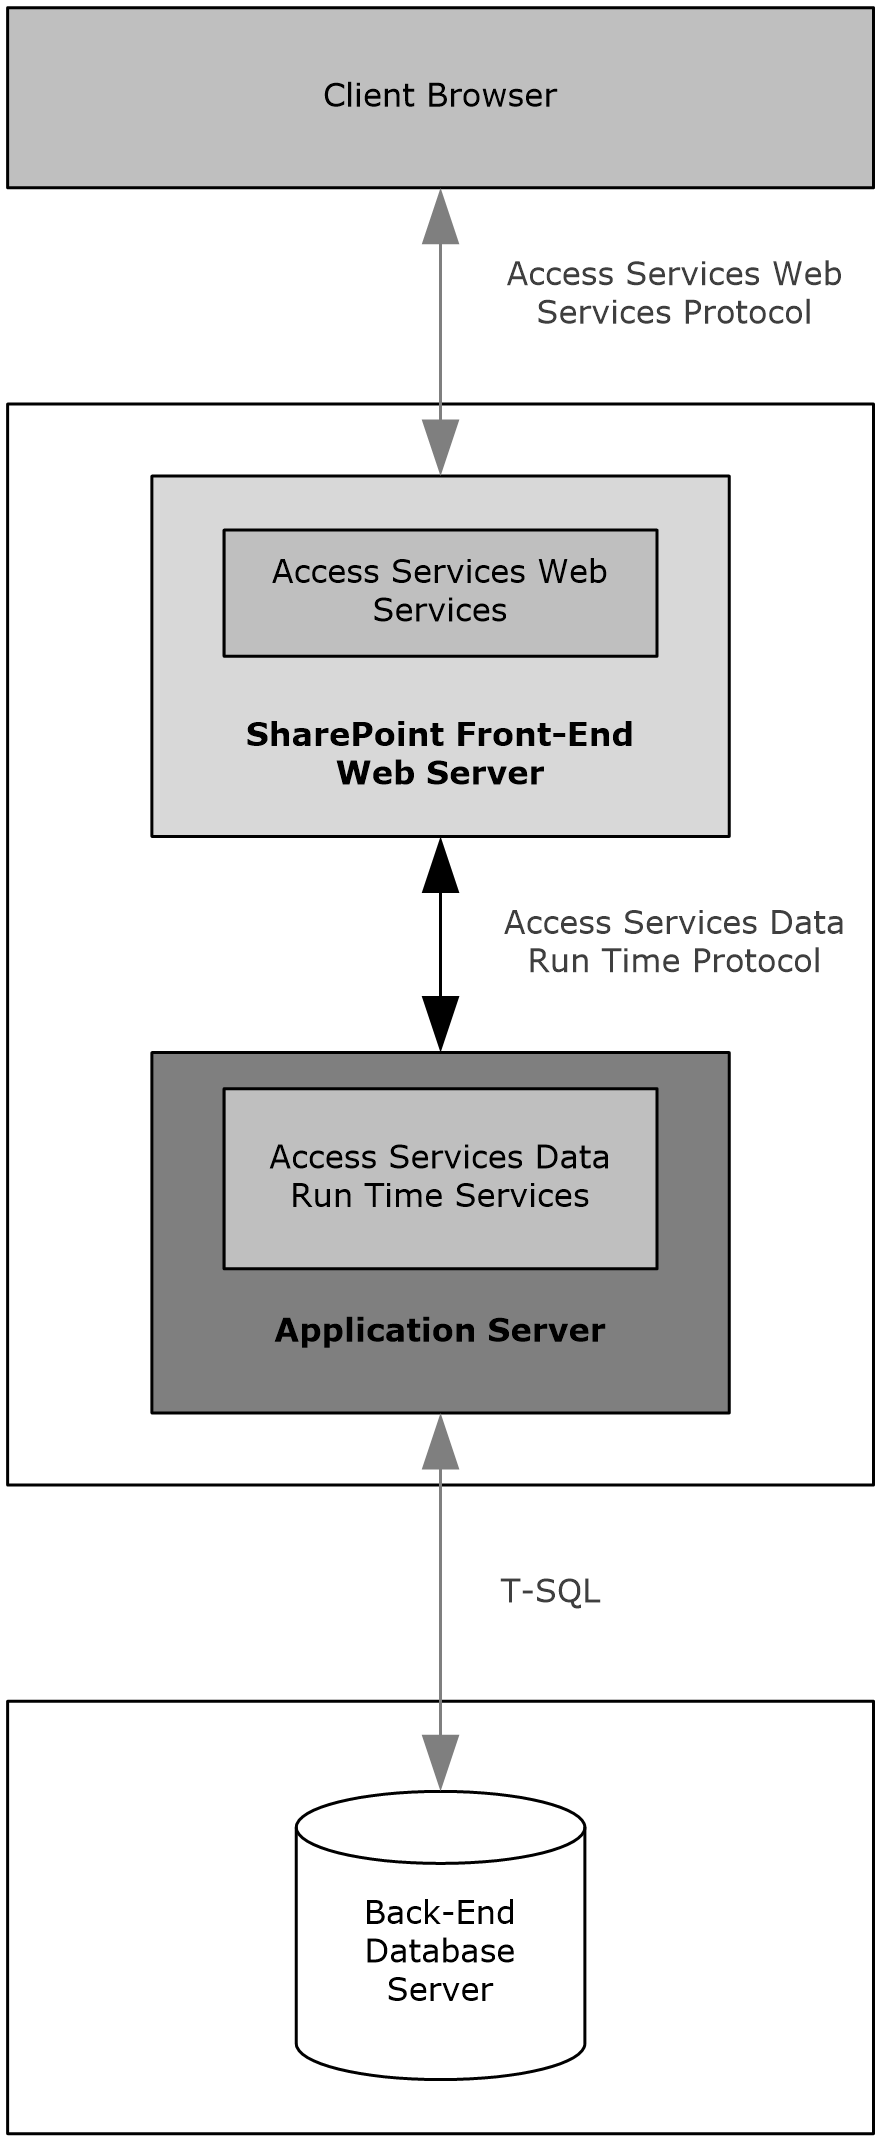 Client Browser
Access Services Web
Services Protocol
Access Services Web
Services
SharePoint Front-End
Web Server
Access Services Data
Run Time Protocol
Access Services Data
Run Time Services
Application Server
T-SQL
Back-End
Database
Server